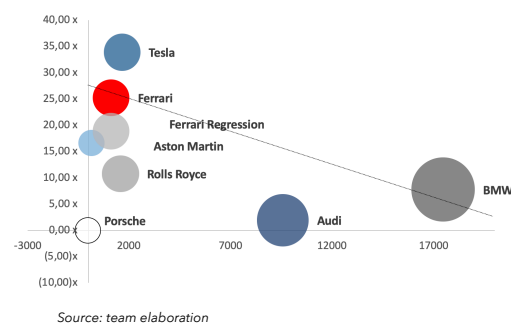 40,00 x
35,00 x
Tesla
30,00 x
25,00 x
Ferrari
20,00 x
Ferrari Regression
15,00 x
Aston Martin
10,00 x
Rolls Royce
BMW
5,00 x
Porsche
Audi
0,00 x
-3000
2000
7000
12000
17000
(5,00)x
(10,00)x
Source: team elaboration